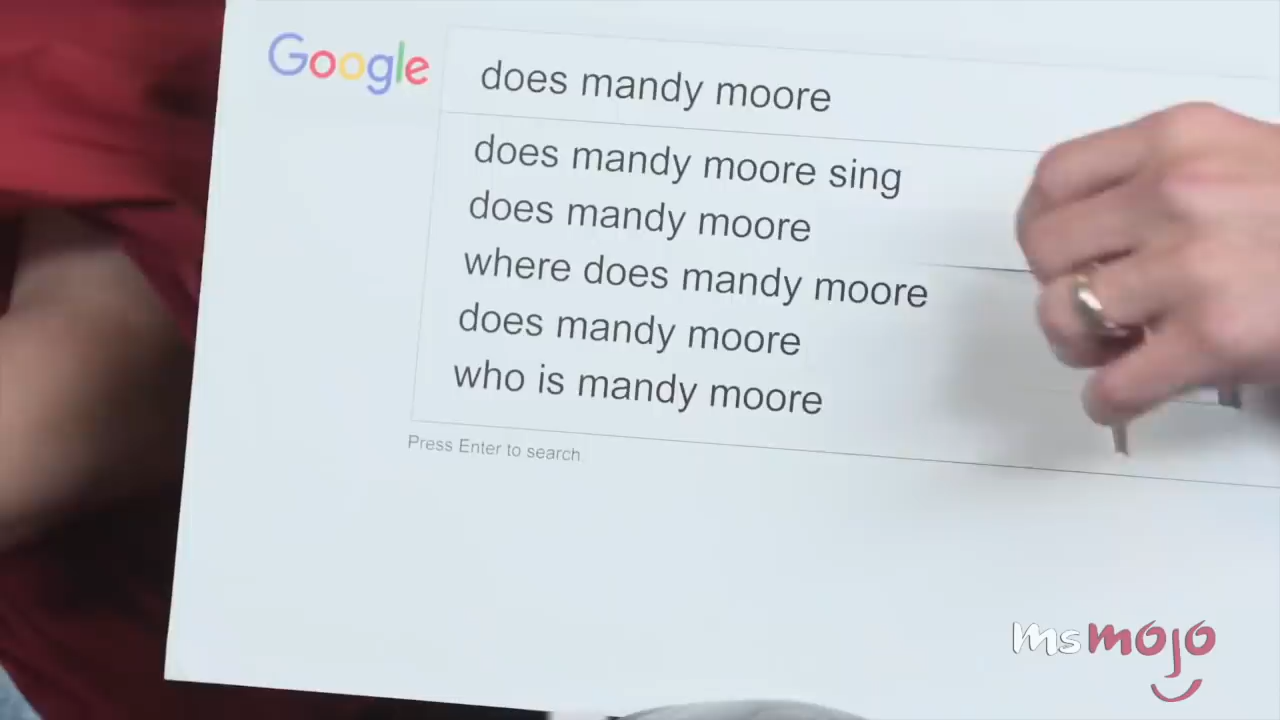 Google
does mandy moore
does mandy moore sing
does mandy moore
where does mandy moore
does mandy moore
who is mandy moore
Press Enter to search
msmojo